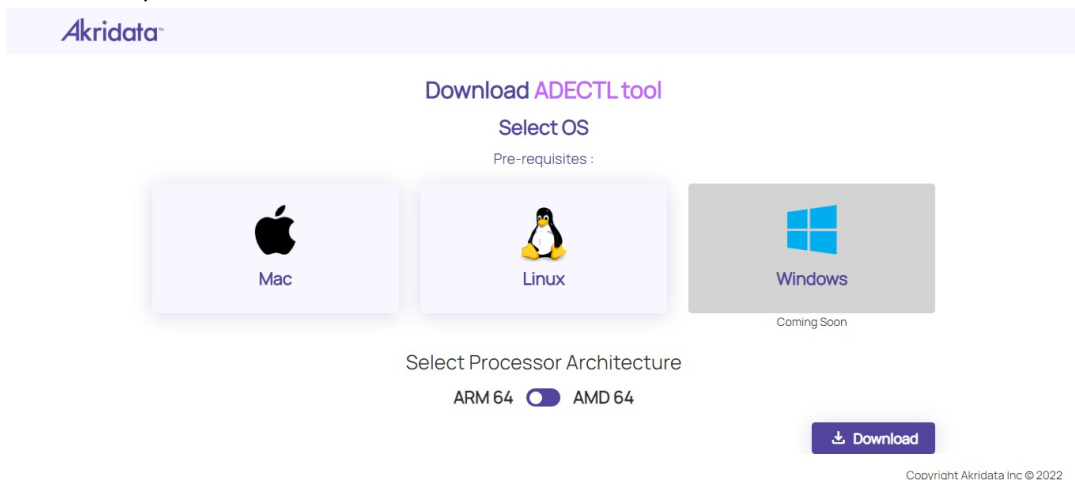 Akridata™
Download ADECTL tool
Select OS
Pre-requisites :
Mac
Linux
Windows
Coming Soon
Select Processor Architecture
ARM 64 AMD 64
Download
Copyright Akridata Inc © 2022